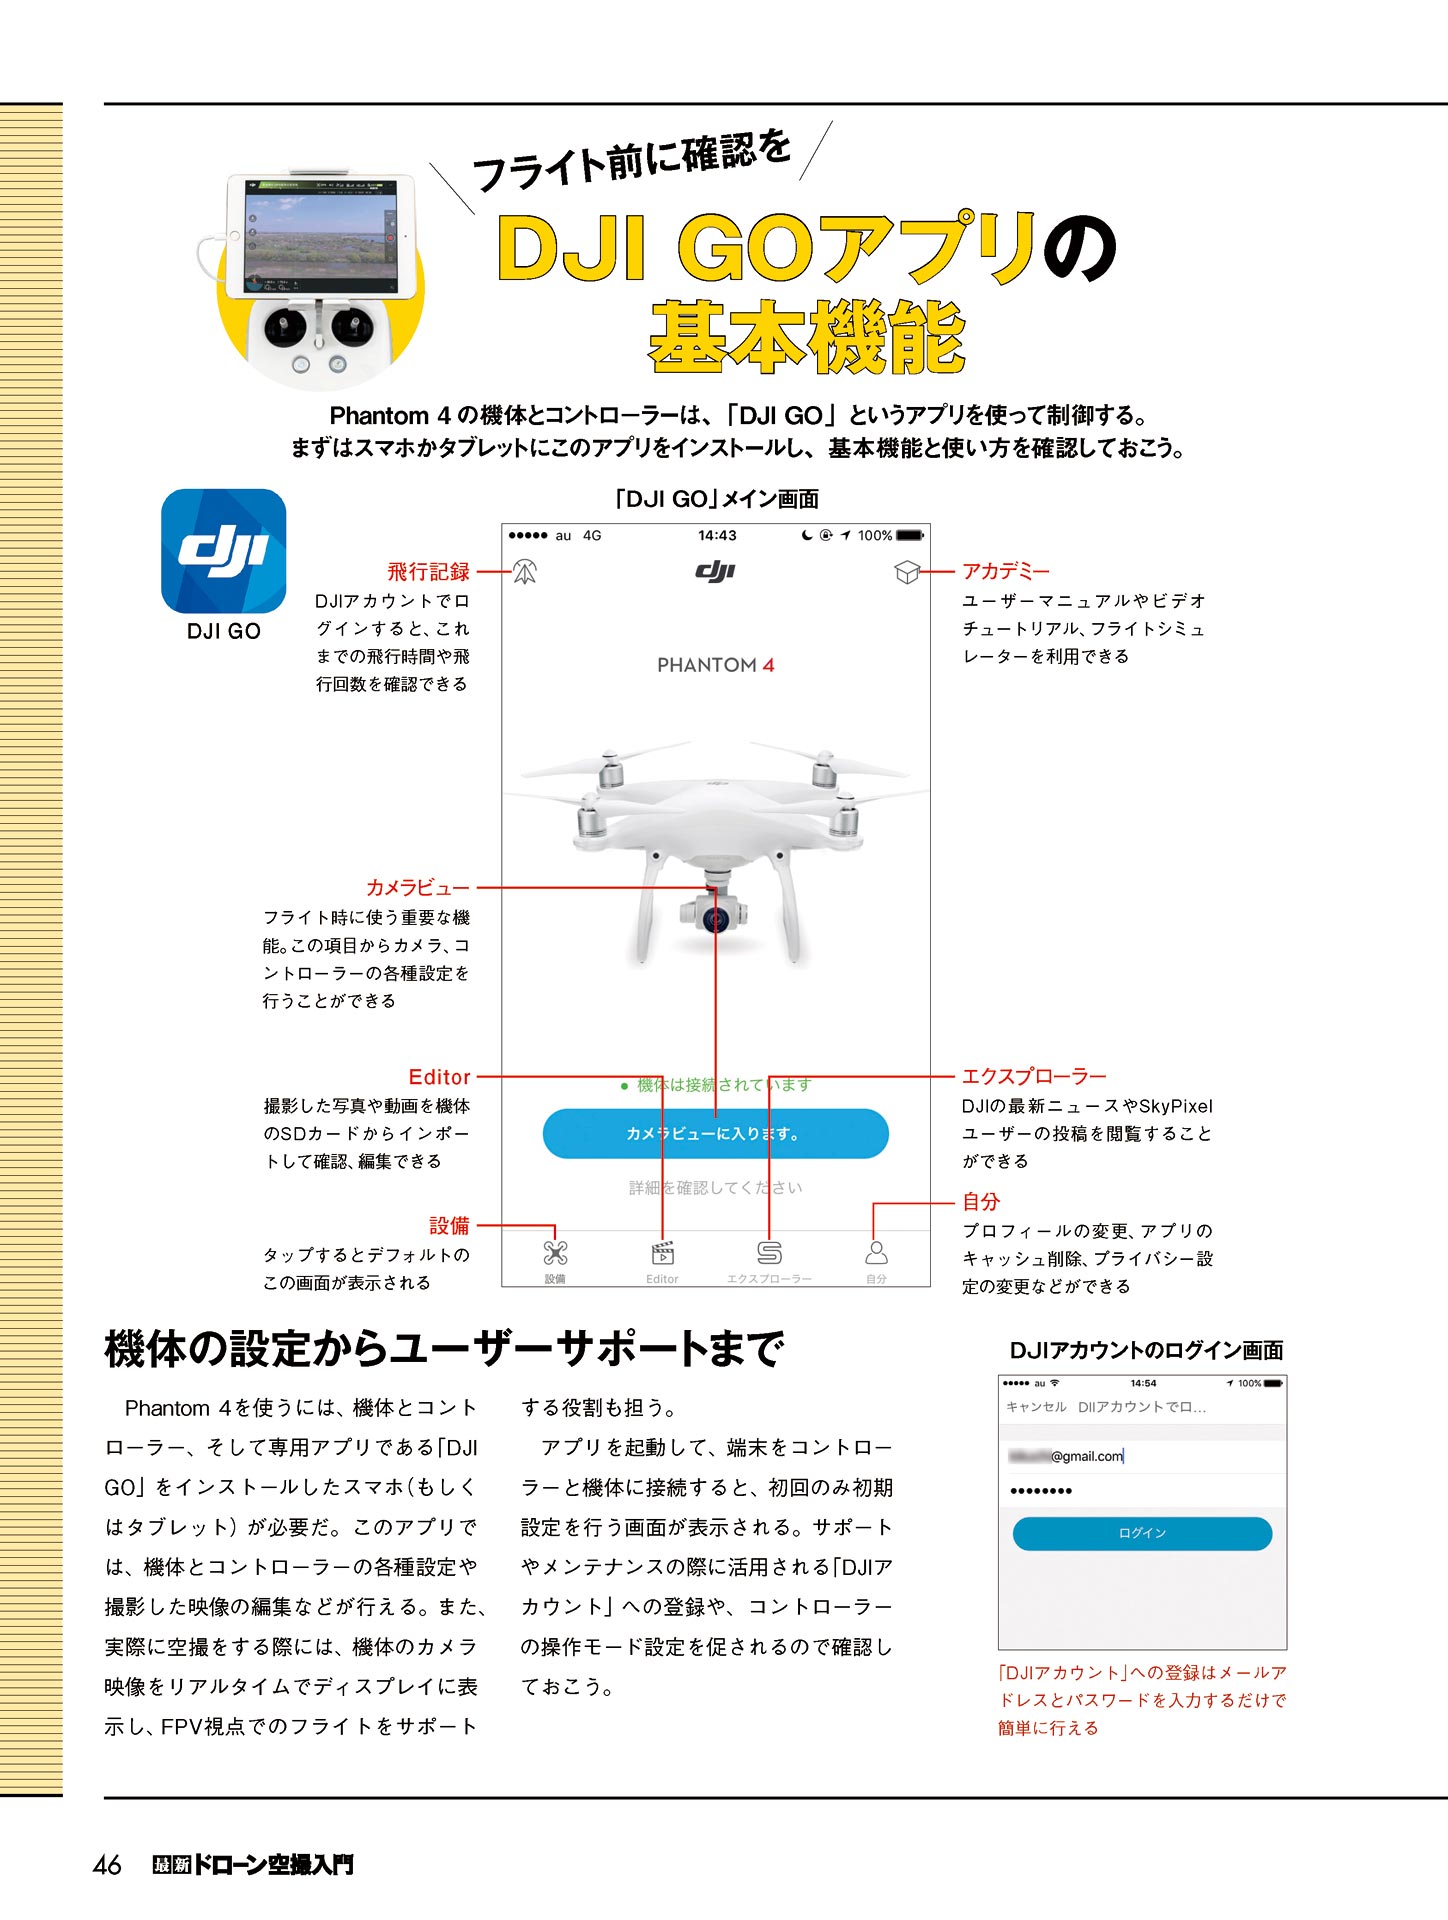 フライト前に確認を
DJI GOアプリの
基本機能
Phantom 4の機体とコントローラーは、「DJI GO」というアプリを使って制御する。
まずはスマホかタブレットにこのアプリをインストールし、基本機能と使い方を確認しておこう。
dji
DJI GO
「DJI GO」メイン画面
au 4G
14:43
100%
dji
PHANTOM 4
機体は接続されています
カメラビューに入ります。
詳細を確認してください
設備
Editor
エクスプローラー
自分
飛行記録
DJIアカウントでロ
グインすると、これ
までの飛行時間や飛
行回数を確認できる
アカデミー
ユーザーマニュアルやビデオ
チュートリアル、フライトシミュ
レーターを利用できる
カメラビュー
フライト時に使う重要な機
能。この項目からカメラ、コ
ントローラーの各種設定を
行うことができる
Editor
撮影した写真や動画を機体
のSDカードからインポー
トして確認、編集できる
設備
タップするとデフォルトの
この画面が表示される
エクスプローラー
DJIの最新ニュースやSkyPixel
ユーザーの投稿を閲覧すること
ができる
自分
プロフィールの変更、アプリの
キャッシュ削除、プライバシー設
定の変更などができる
機体の設定からユーザーサポートまで
Phantom 4を使うには、機体とコント
ローラー、そして専用アプリである「DJI
GO」をインストールしたスマホ（もしく
はタブレット）が必要だ。このアプリで
は、機体とコントローラーの各種設定や
撮影した映像の編集などが行える。また、
実際に空撮をする際には、機体のカメラ
映像をリアルタイムでディスプレイに表
示し、FPV視点でのフライトをサポート
する役割も担う。
アプリを起動して、端末をコントロー
ラーと機体に接続すると、初回のみ初期
設定を行う画面が表示される。サポート
やメンテナンスの際に活用される「DJIア
カウント」への登録や、コントローラー
の操作モード設定を促されるので確認し
ておこう。
DJIアカウントのログイン画面
au
14:54
100%
キャンセル DJIアカウントでロ...
@gmail.com
●●●●●●●●
ログイン
「DJIアカウント」への登録はメールア
ドレスとパスワードを入力するだけで
簡単に行える
46 最新ドローン空撮入門